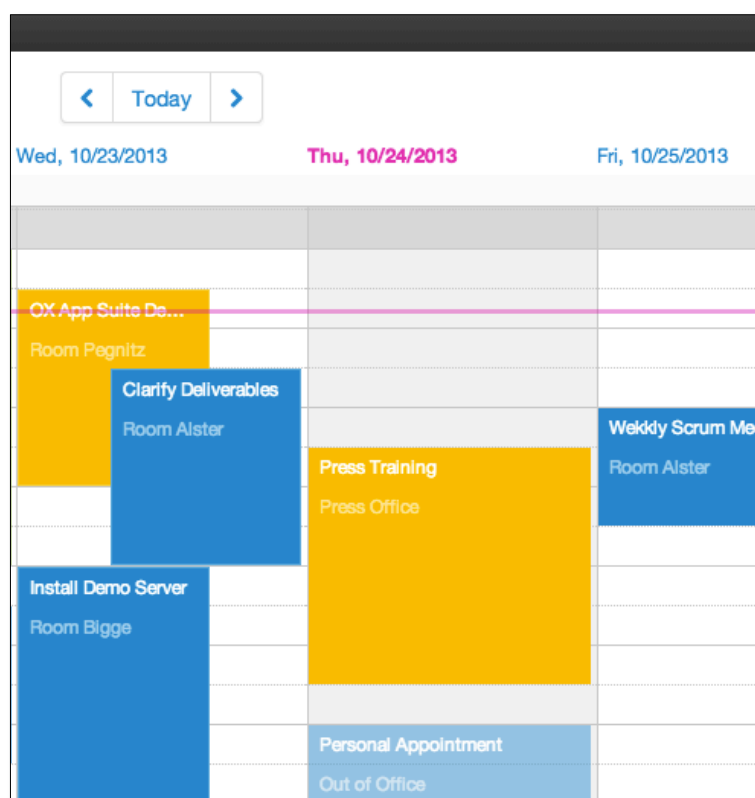 Today
Wed, 10/23/2013
Thu, 10/24/2013
Fri, 10/25/2013
OX App Suite De...
Room Pegnitz
Clarify Deliverables
Room Alster
Install Demo Server
Room Bigge
Press Training
Press Office
Personal Appointment
Out of Office
Wekkly Scrum Me
Room Alster